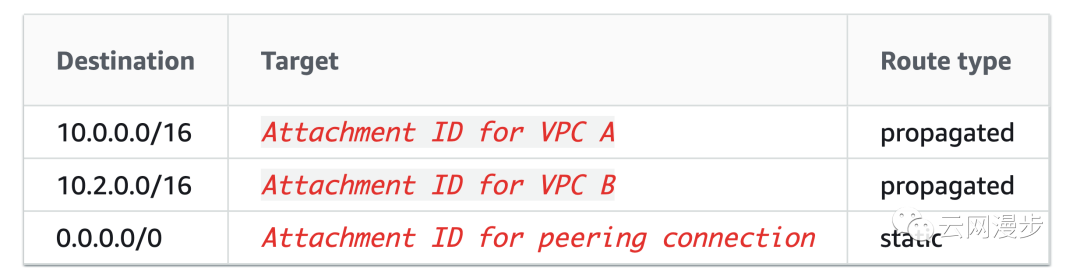 Destination Target Route type
10.0.0.0/16 Attachment ID for VPC A propagated
10.2.0.0/16 Attachment ID for VPC B propagated
0.0.0.0/0 Attachment ID for peering connection static
云网漫步